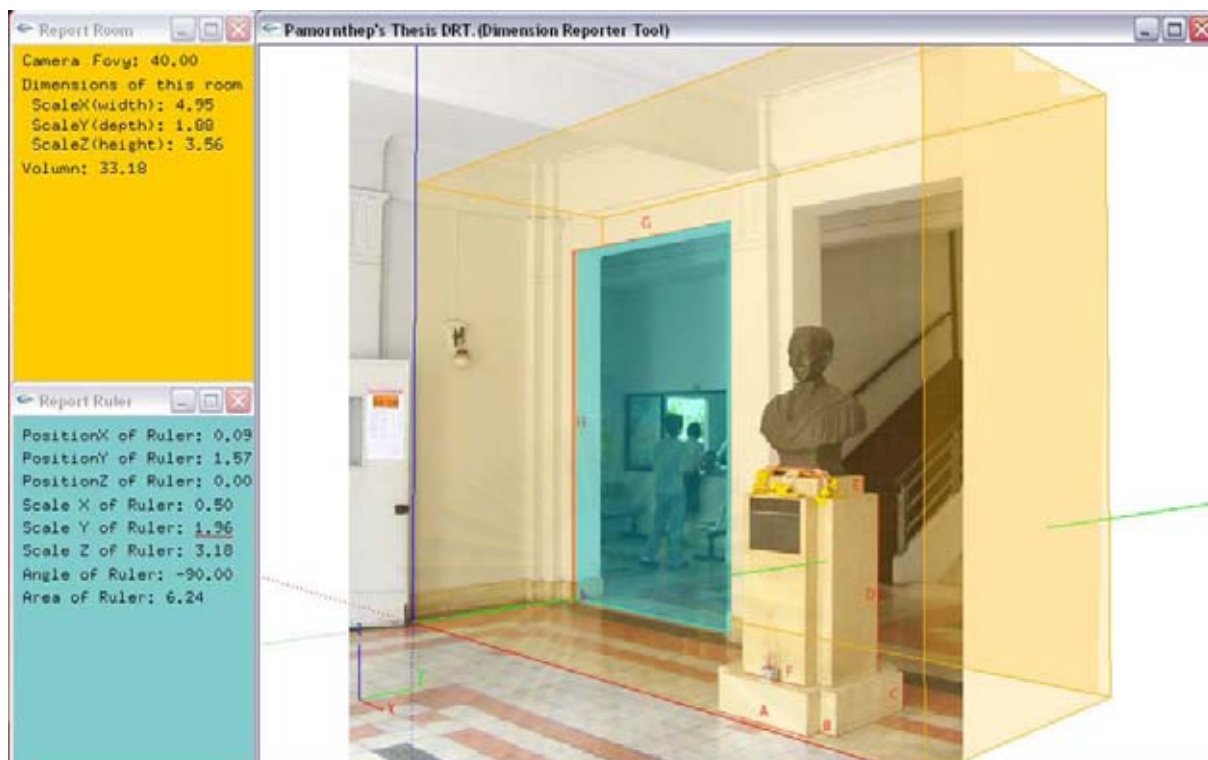 Report Room
Camera Fovy: 40.00
Dimensions of this room
ScaleX(width): 4.95
ScaleY(depth): 1.88
ScaleZ(height): 3.56
Volumn: 33.18
Report Ruler
PositionX of Ruler: 0.09
PositionY of Ruler: 1.57
PositionZ of Ruler: 0.00
Scale X of Ruler: 0.50
Scale Y of Ruler: 1.96
Scale Z of Ruler: 3.18
Angle of Ruler: -90.00
Area of Ruler: 6.24
Pamornthep's Thesis DRT.(Dimension Reporter Tool)
G
H
E
D
F
C
A
B
Z
Y
X